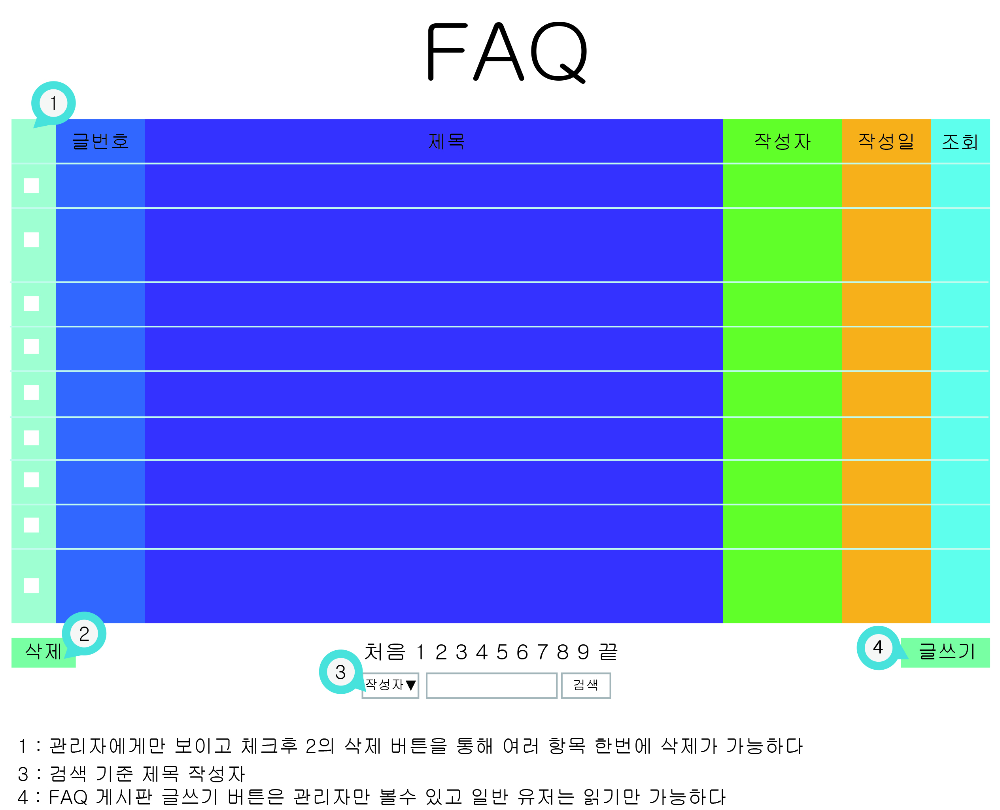 FAQ
1
글번호 제목 작성자 작성일 조회
2
삭제 처음 1 2 3 4 5 6 7 8 9 끝 4 글쓰기
3 작성자▼ 검색
1 : 관리자에게만 보이고 체크후 2의 삭제 버튼을 통해 여러 항목 한번에 삭제가 가능하다
3 : 검색 기준 제목 작성자
4 : FAQ 게시판 글쓰기 버튼은 관리자만 볼수 있고 일반 유저는 읽기만 가능하다